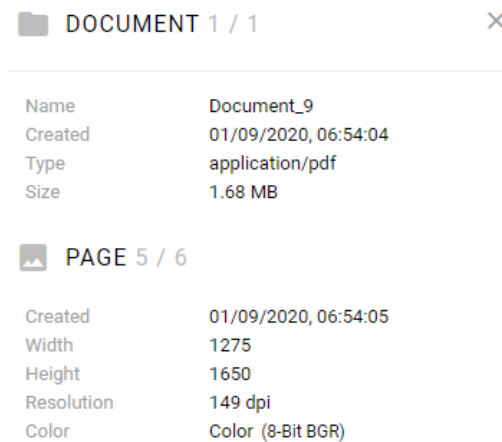 DOCUMENT 1 / 1
Name Document_9
Created 01/09/2020, 06:54:04
Type application/pdf
Size 1.68 MB
PAGE 5 / 6
Created 01/09/2020, 06:54:05
Width 1275
Height 1650
Resolution 149 dpi
Color Color (8-Bit BGR)